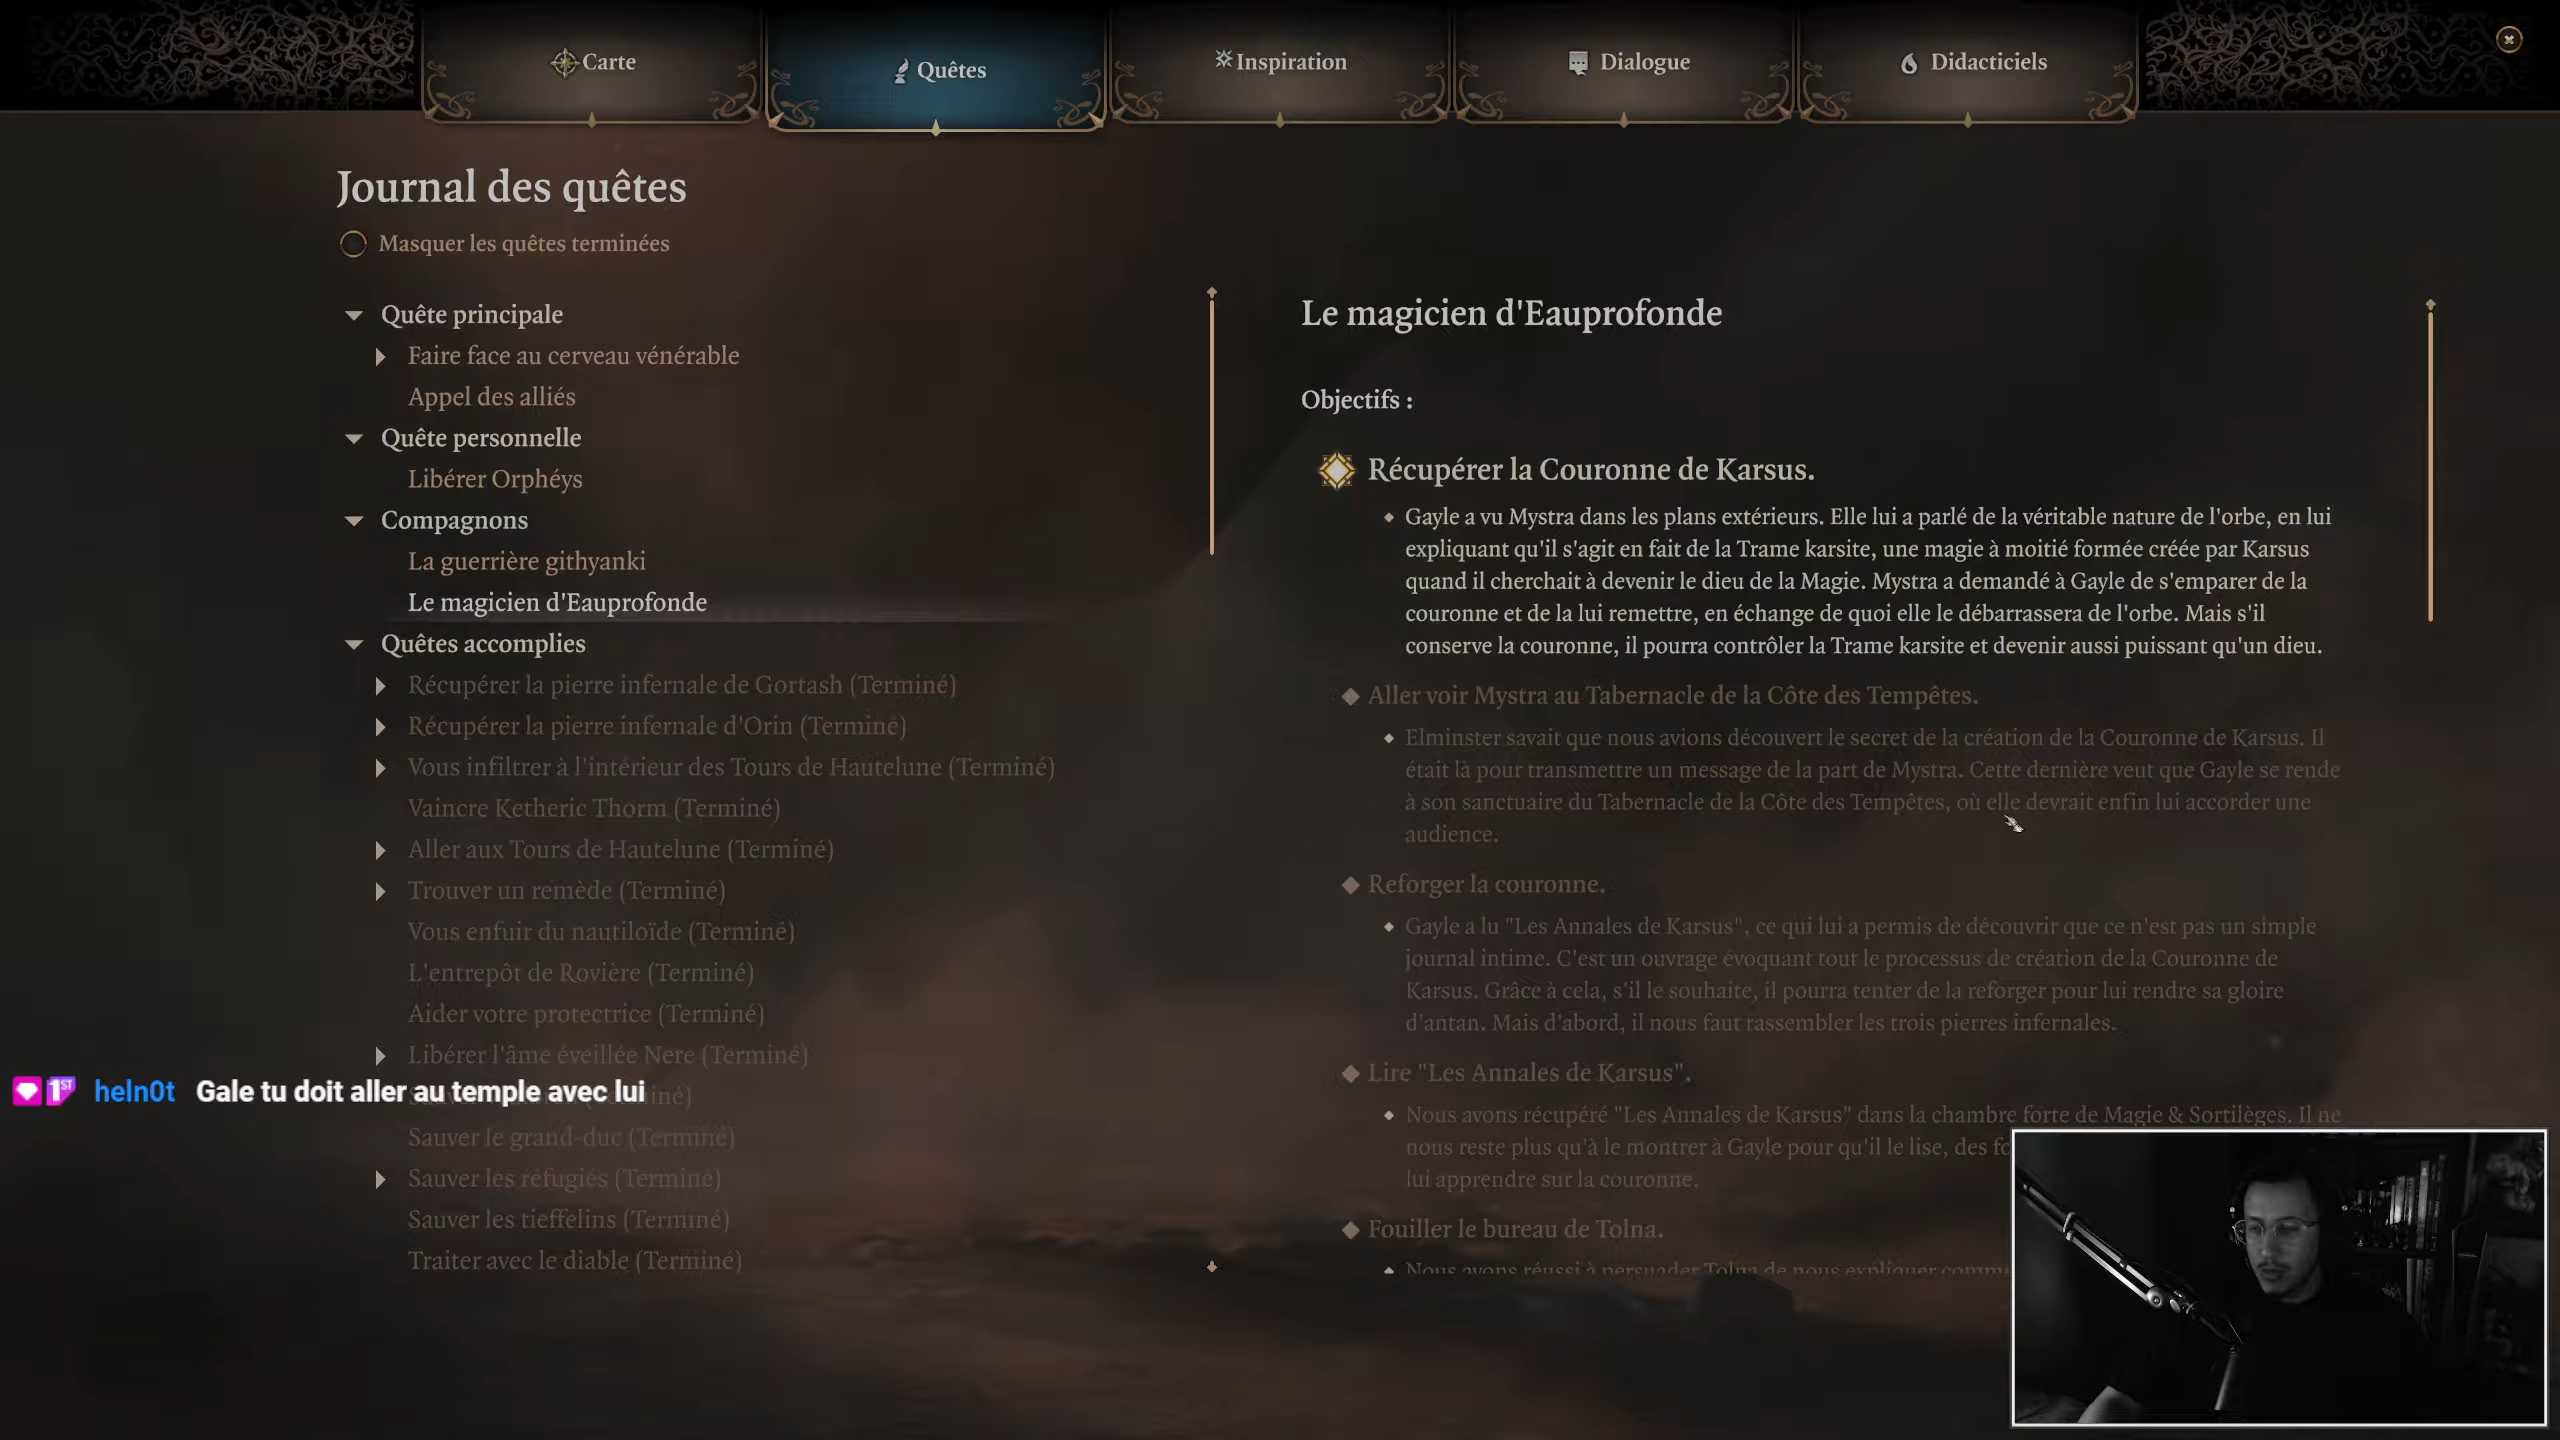 Carte
Quêtes
Inspiration
Dialogue
Didacticiels
Journal des quêtes
Masquer les quêtes terminées
Quête principale
Faire face au cerveau vénérable
Appel des alliés
Quête personnelle
Libérer Orphéys
Compagnons
La guerrière githyanki
Le magicien d'Eauprofonde
Quêtes accomplies
Récupérer la pierre infernale de Gortash (Terminé)
Récupérer la pierre infernale d'Orin (Terminé)
Vous infiltrer à l'intérieur des Tours de Hautelune (Terminé)
Vaincre Ketheric Thorm (Terminé)
Aller aux Tours de Hautelune (Terminé)
Trouver un remède (Terminé)
Vous enfuir du nautiloïde (Terminé)
L'entrepôt de Rovière (Terminé)
Aider votre protectrice (Terminé)
Libérer l'âme éveillée Nere (Terminé)
1ST heln0t Gale tu doit aller au temple avec lui
Sauver le grand-duc (Terminé)
Sauver les réfugiés (Terminé)
Sauver les tieffelins (Terminé)
Traiter avec le diable (Terminé)
Le magicien d'Eauprofonde
Objectifs :
Récupérer la Couronne de Karsus.
Gayle a vu Mystra dans les plans extérieurs. Elle lui a parlé de la véritable nature de l'orbe, en lui
expliquant qu'il s'agit en fait de la Trame karsite, une magie à moitié formée créée par Karsus
quand il cherchait à devenir le dieu de la Magie. Mystra a demandé à Gayle de s'emparer de la
couronne et de la lui remettre, en échange de quoi elle le débarrassera de l'orbe. Mais s'il
conserve la couronne, il pourra contrôler la Trame karsite et devenir aussi puissant qu'un dieu.
Aller voir Mystra au Tabernacle de la Côte des Tempêtes.
Elminster savait que nous avions découvert le secret de la création de la Couronne de Karsus. Il
était là pour transmettre un message de la part de Mystra. Cette dernière veut que Gayle se rende
à son sanctuaire du Tabernacle de la Côte des Tempêtes, où elle devrait enfin lui accorder une
audience.
Reforger la couronne.
Gayle a lu "Les Annales de Karsus", ce qui lui a permis de découvrir que ce n'est pas un simple
journal intime. C'est un ouvrage évoquant tout le processus de création de la Couronne de
Karsus. Grâce à cela, s'il le souhaite, il pourra tenter de la reforger pour lui rendre sa gloire
d'antan. Mais d'abord, il nous faut rassembler les trois pierres infernales.
Lire "Les Annales de Karsus".
Nous avons récupéré "Les Annales de Karsus" dans la chambre forte de Magie & Sortilèges. Il ne
nous reste plus qu'à le montrer à Gayle pour qu'il le lise, des fo
lui apprendre sur la couronne.
Fouiller le bureau de Tolna.
Nous avons réussi à persuader Tolna de nous expliquer comm